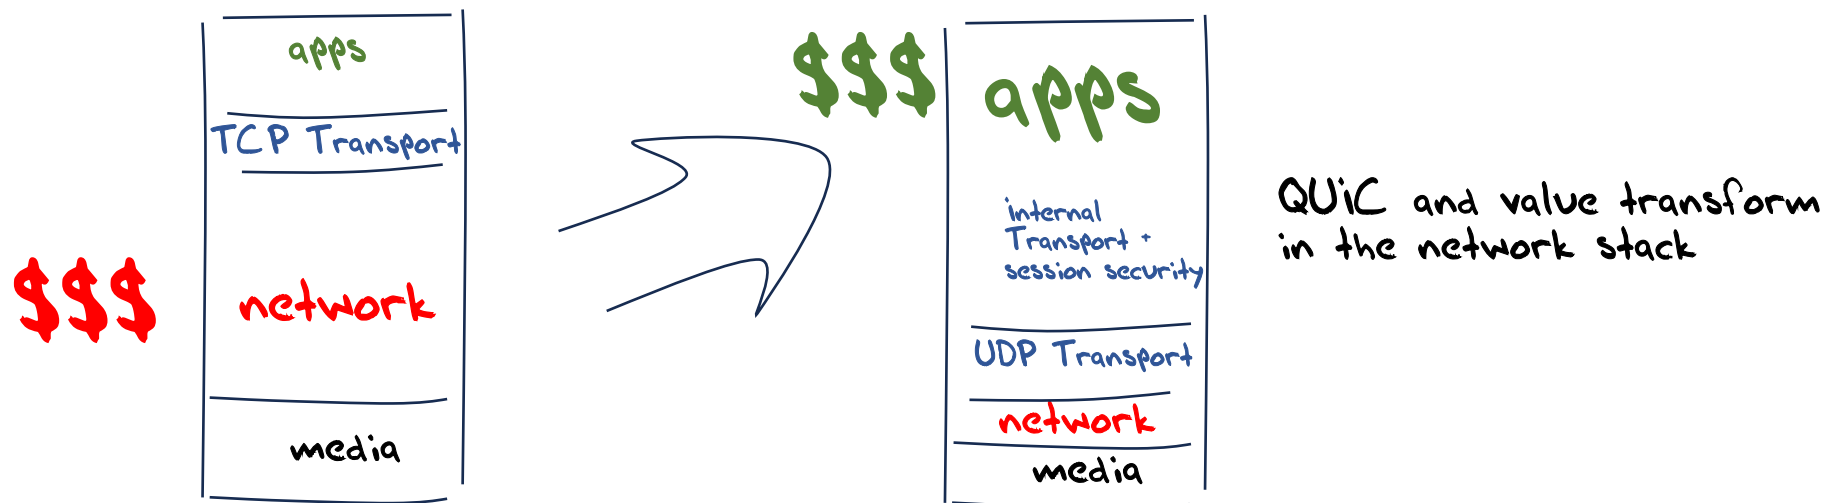 apps
TCP Transport
$$$
network
media
$$$
apps
internal
Transport +
session security
UDP Transport
network
media
QUiC and value transform
in the network stack